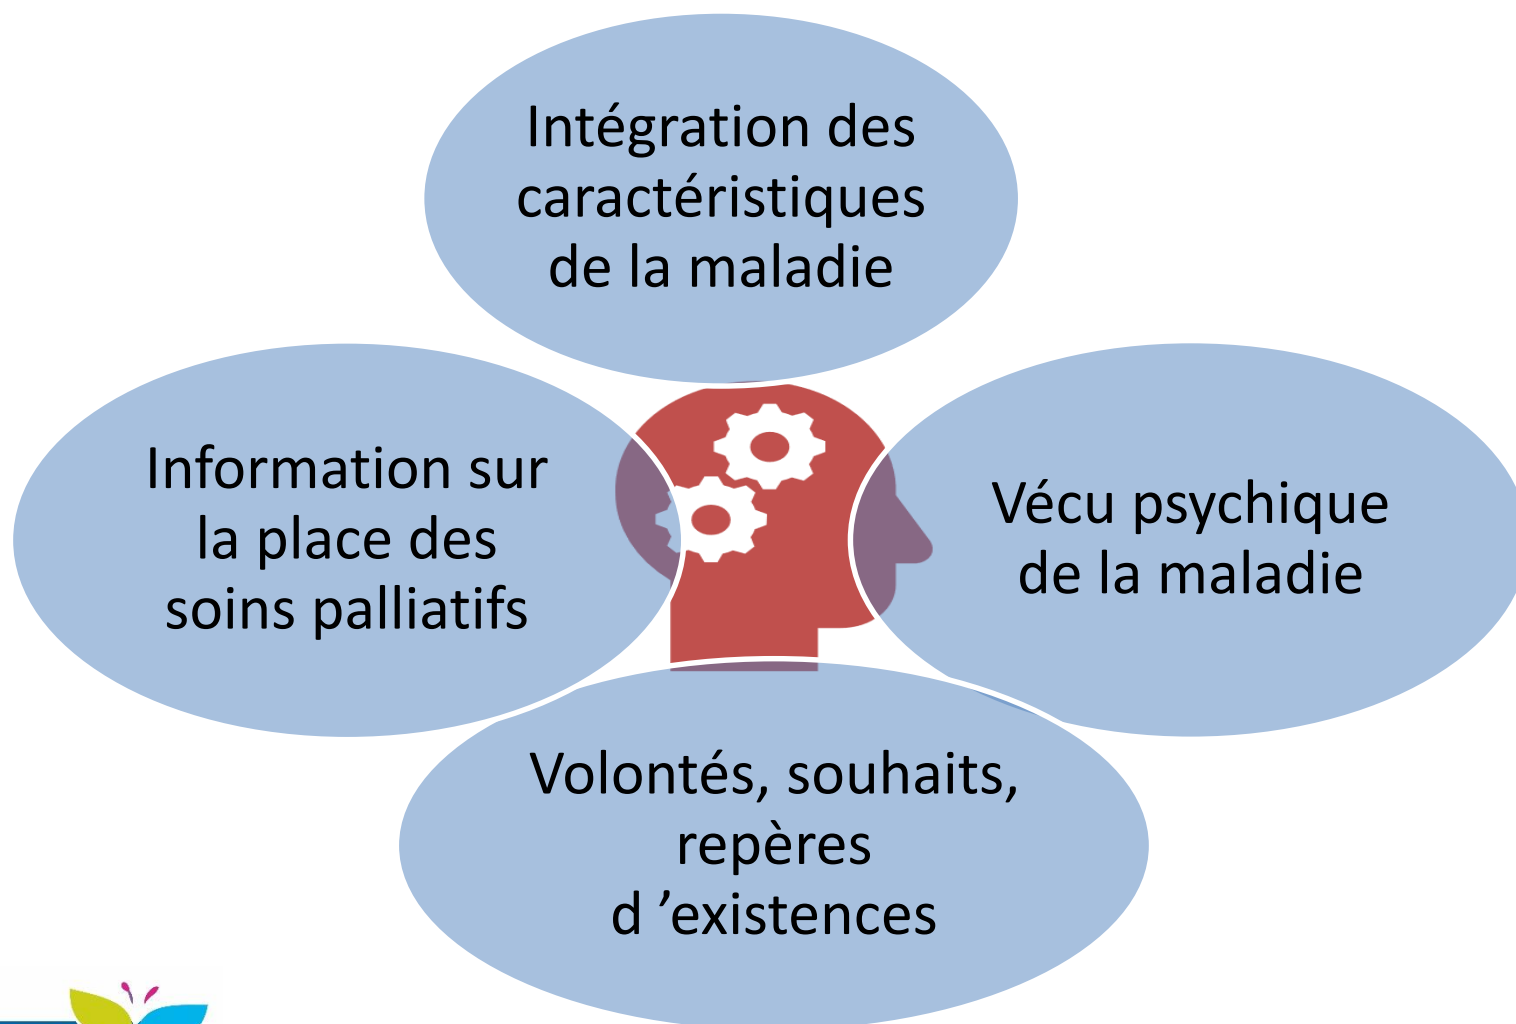 Intégration des
caractéristiques
de la maladie
Information sur
la place des
soins palliatifs
Vécu psychique
de la maladie
Volontés, souhaits,
repères
d ’existences